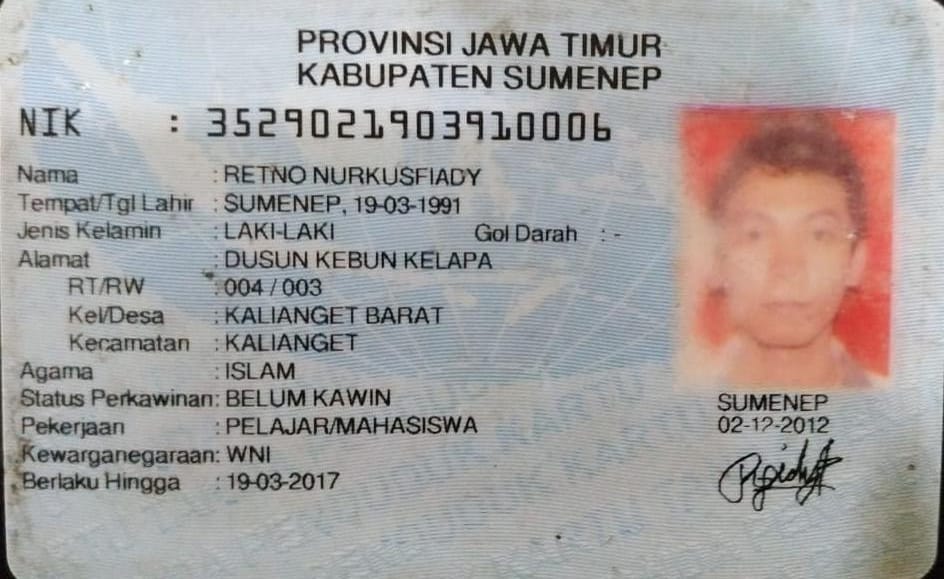 PROVINSI JAWA TIMUR
KABUPATEN SUMENEP
NIK : 3529021903910006
Nama : RETNO NURKUSFIADY
Tempat/Tgl Lahir : SUMENEP, 19-03-1991
Jenis Kelamin : LAKI-LAKI Gol Darah : -
Alamat : DUSUN KEBUN KELAPA
RT/RW : 004 / 003
Kel/Desa : KALIANGET BARAT
Kecamatan : KALIANGET
Agama : ISLAM
Status Perkawinan: BELUM KAWIN
Pekerjaan : PELAJAR/MAHASISWA
Kewarganegaraan: WNI
Berlaku Hingga : 19-03-2017
SUMENEP
02-12-2012